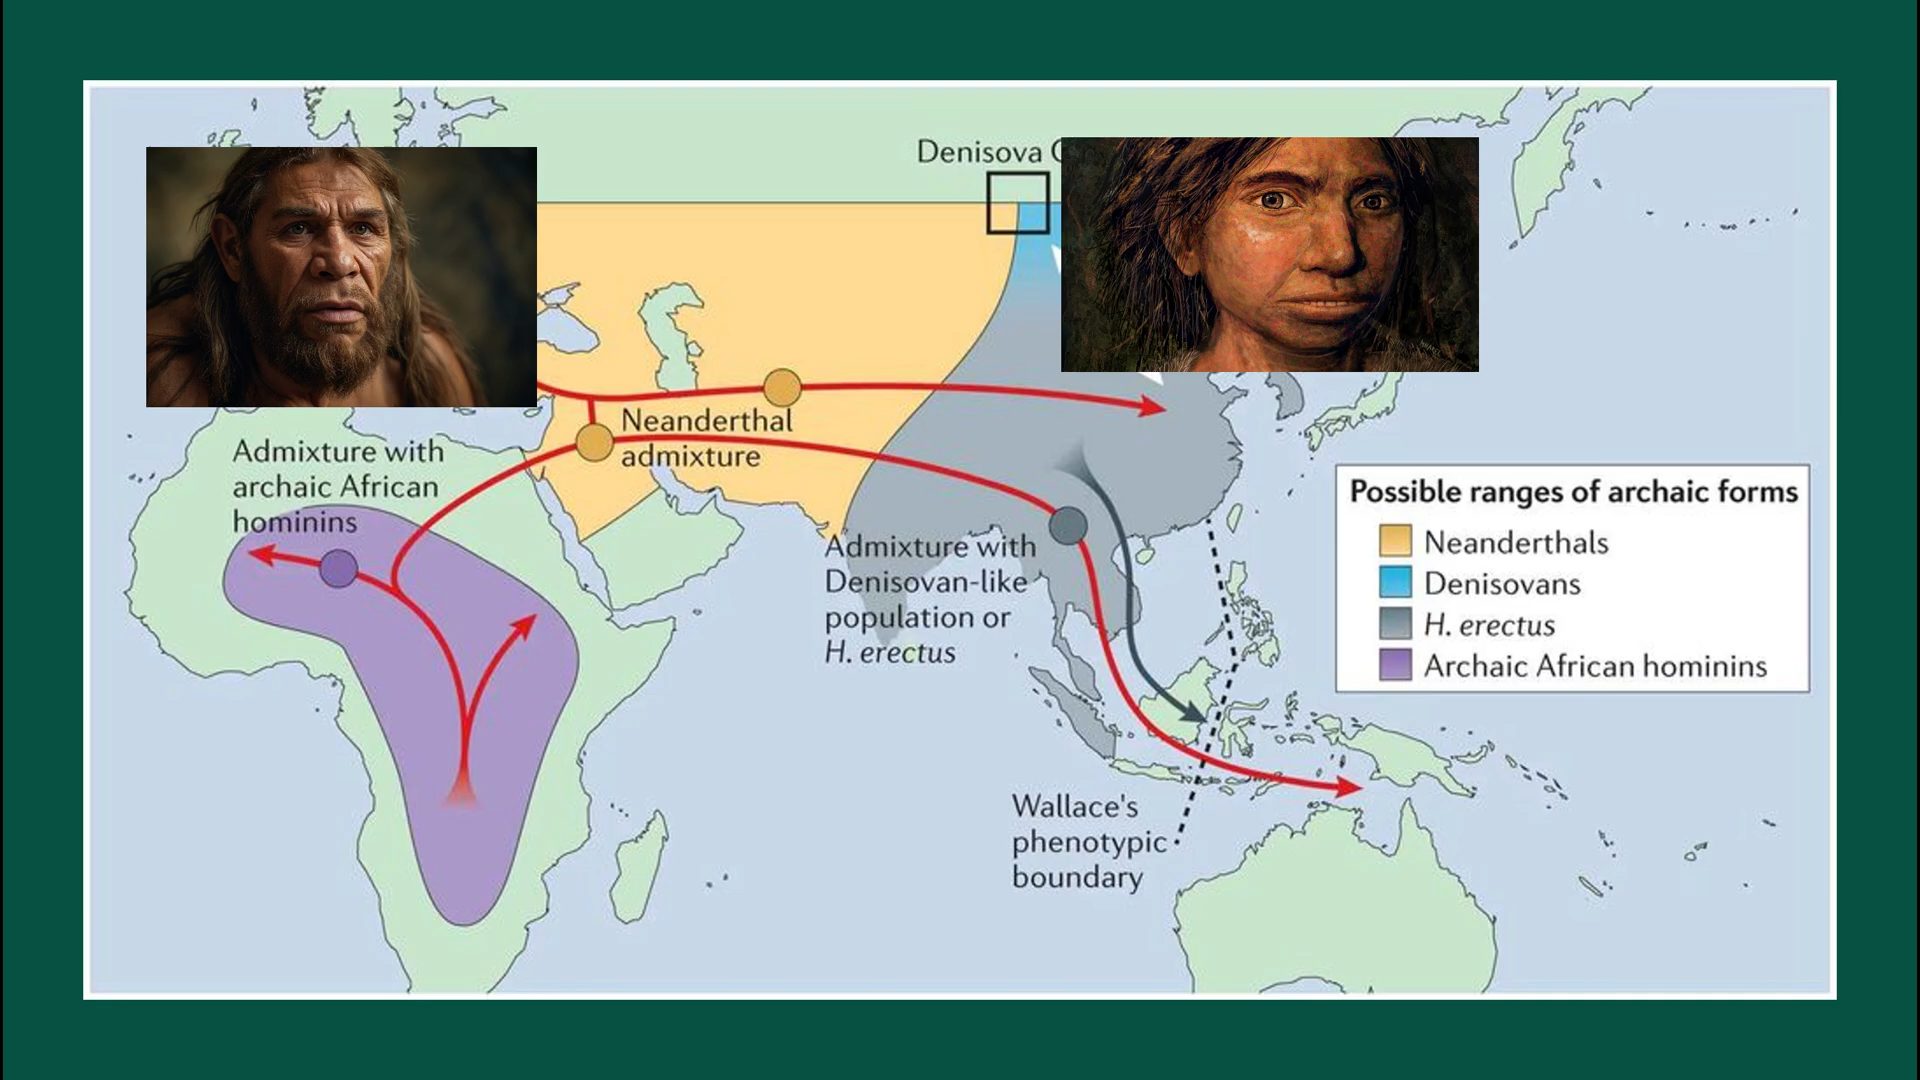 Denisova
Neanderthal
admixture
Admixture with
archaic African
hominins
Admixture with
Denisovan-like
population or
H. erectus
Possible ranges of archaic forms
Neanderthals
Denisovans
H. erectus
Archaic African hominins
Wallace's
phenotypic
boundary